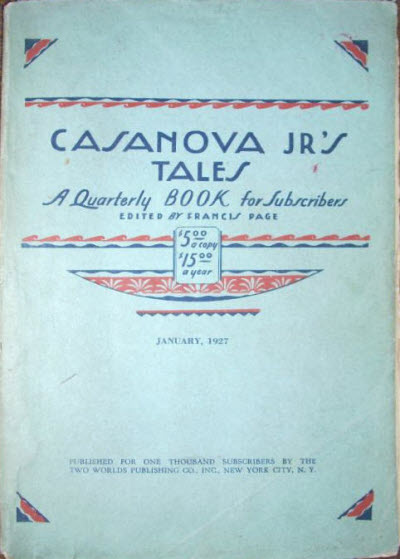 CASANOVA JR'S
TALES
A Quarterly BOOK for Subscribers
EDITED BY FRANCIS PAGE
$5.00
a copy
$15.00
a year
JANUARY, 1927
PUBLISHED FOR ONE THOUSAND SUBSCRIBERS BY THE
TWO WORLDS PUBLISHING CO., INC., NEW YORK CITY, N. Y.